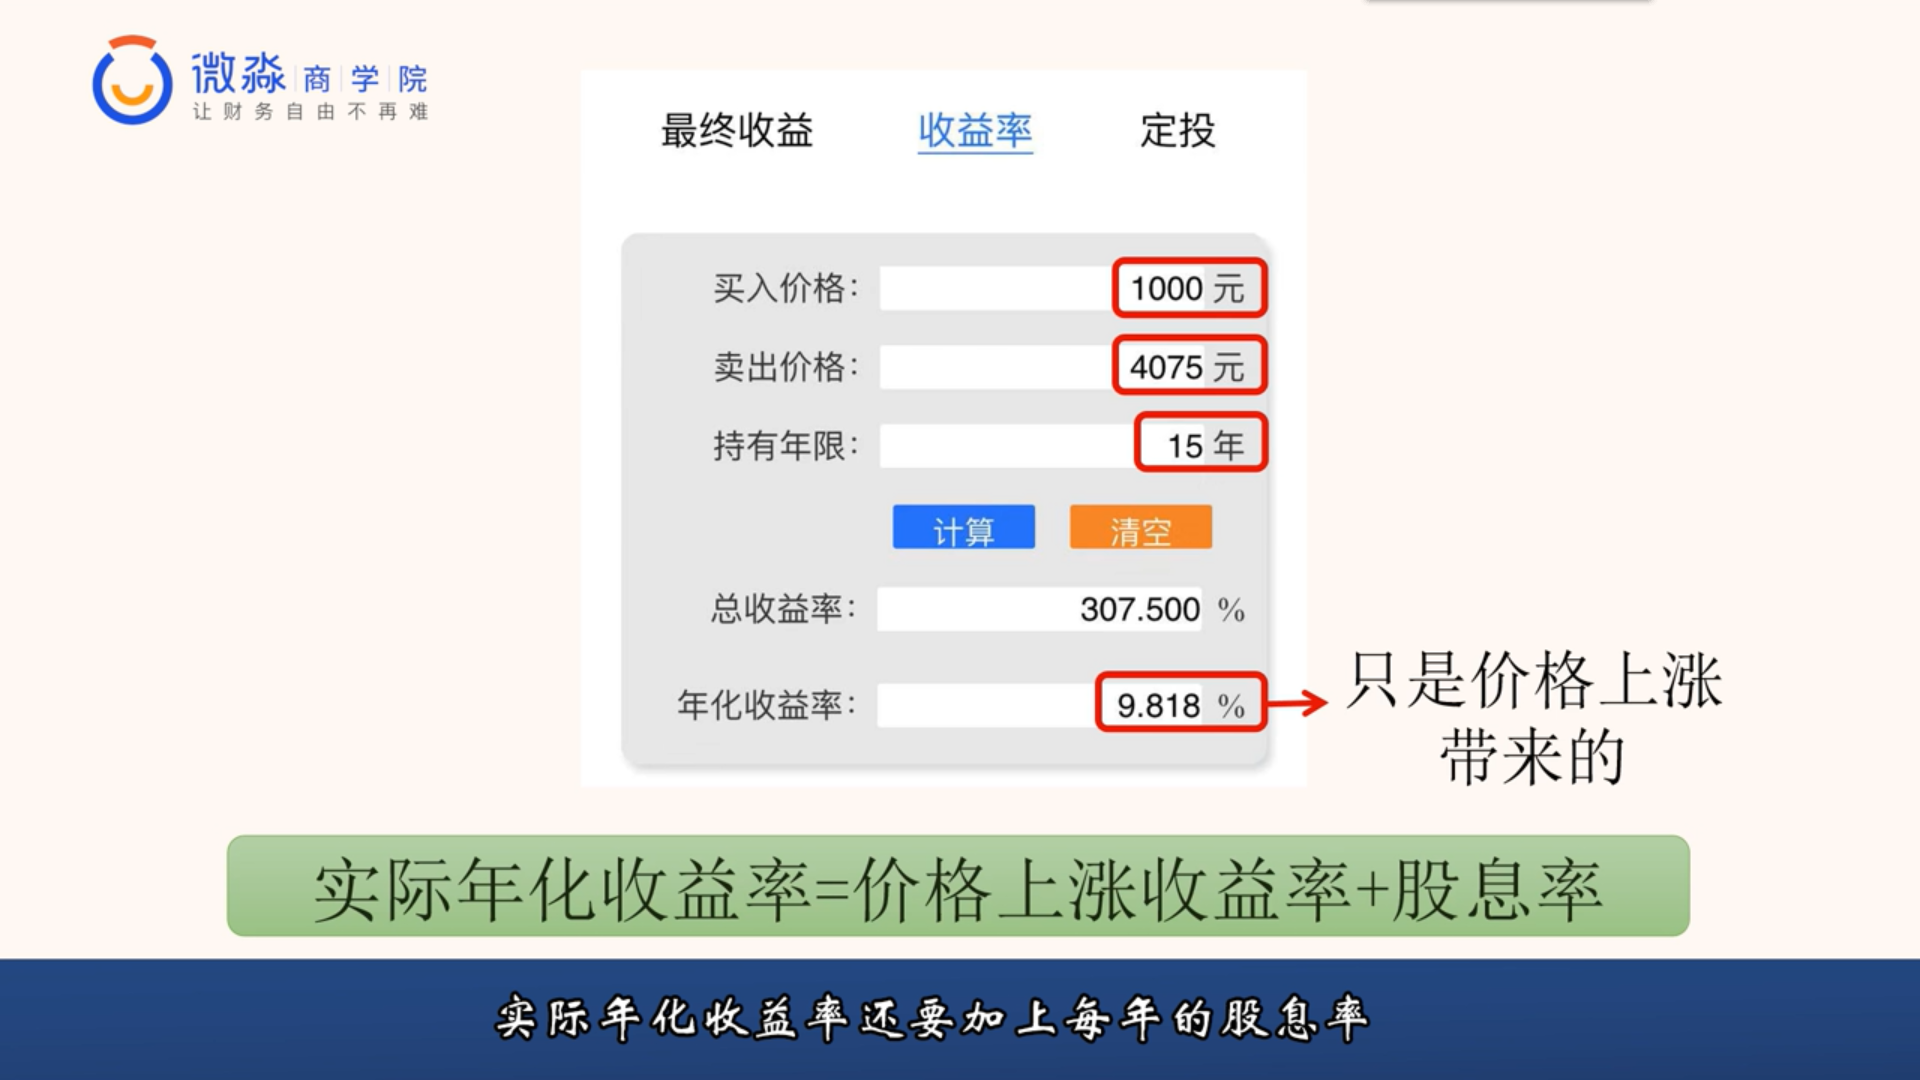 微淼商学院
让财务自由不再难
最终收益 收益率 定投
买入价格： 1000 元
卖出价格： 4075 元
持有年限： 15 年
计算 清空
总收益率： 307.500 %
年化收益率： 9.818 %
只是价格上涨
带来的
实际年化收益率=价格上涨收益率+股息率
实际年化收益率还要加上每年的股息率